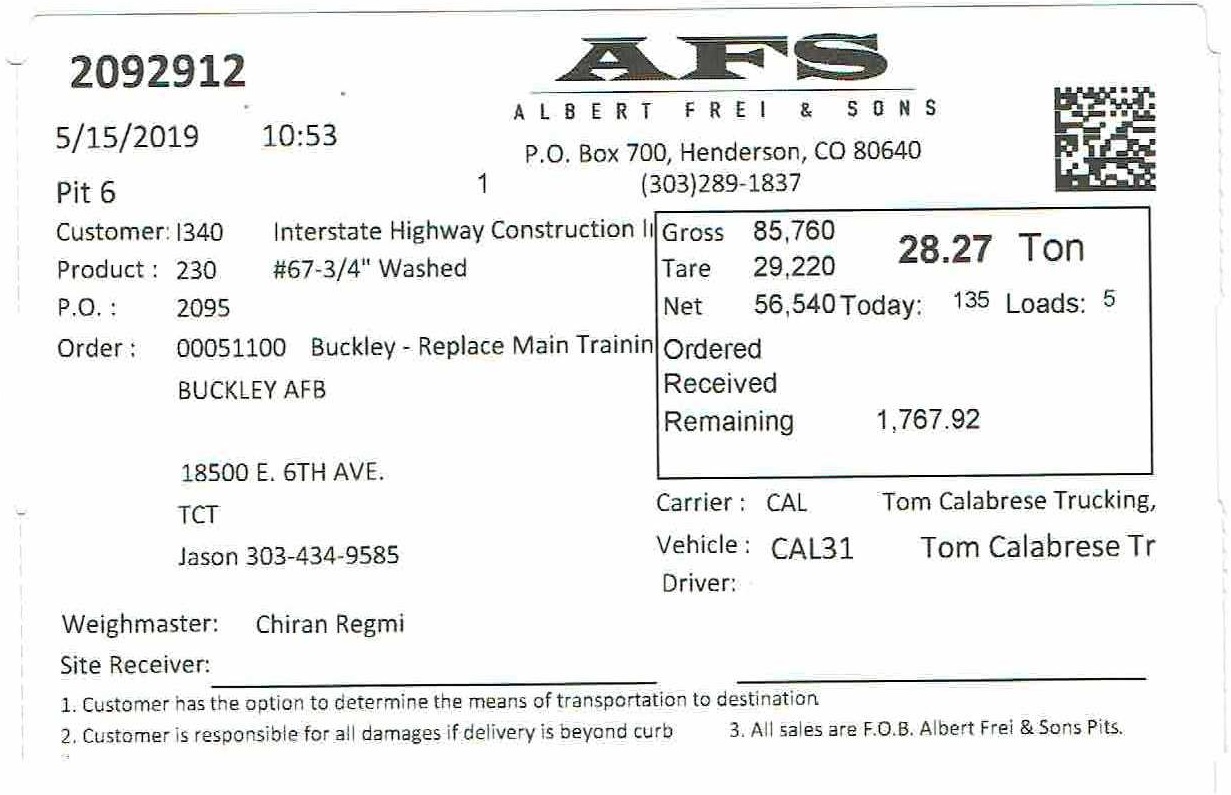 2092912
AFS
ALBERT FREI & SONS
5/15/2019 10:53
P.O. Box 700, Henderson, CO 80640
Pit 6 1 (303)289-1837
Customer: I340 Interstate Highway Construction I
Product : 230 #67-3/4" Washed
P.O. : 2095
Order : 00051100 Buckley - Replace Main Trainin
BUCKLEY AFB
18500 E. 6TH AVE.
TCT
Jason 303-434-9585
Gross 85,760 28.27 Ton
Tare 29,220
Net 56,540 Today: 135 Loads: 5
Ordered
Received
Remaining 1,767.92
Carrier : CAL Tom Calabrese Trucking,
Vehicle : CAL31 Tom Calabrese Tr
Driver:
Weighmaster: Chiran Regmi
Site Receiver:
1. Customer has the option to determine the means of transportation to destination.
2. Customer is responsible for all damages if delivery is beyond curb 3. All sales are F.O.B. Albert Frei & Sons Pits.